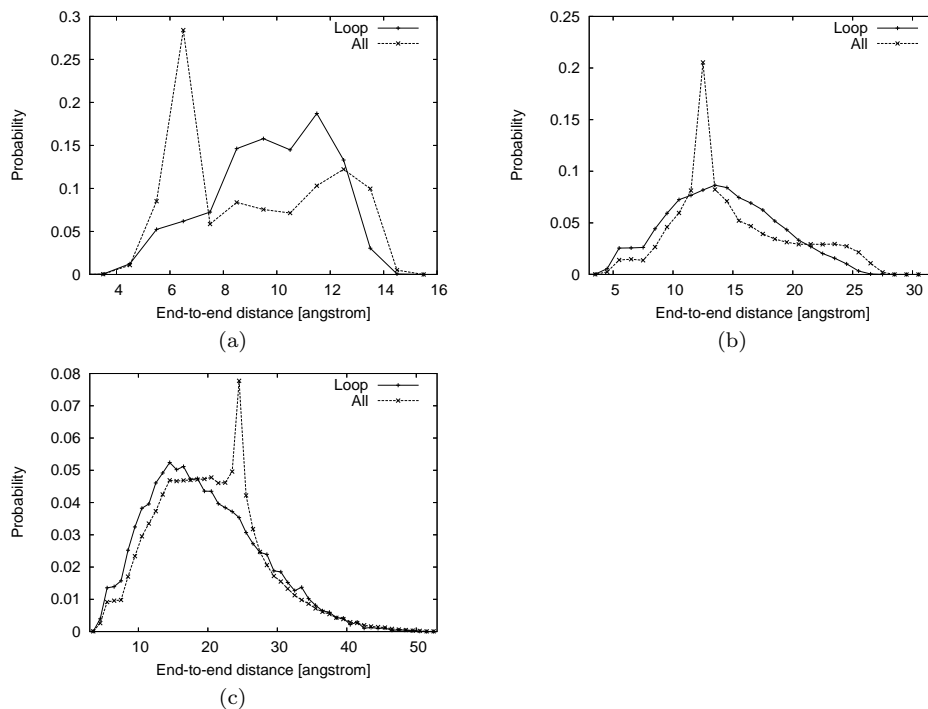 0.3
0.25
0.2
0.15
0.1
0.05
0
Probability
Loop
All
4 6 8 10 12 14 16
End-to-end distance [angstrom]
(a)
0.25
0.2
0.15
0.1
0.05
0
Probability
Loop
All
5 10 15 20 25 30
End-to-end distance [angstrom]
(b)
0.08
0.07
0.06
0.05
0.04
0.03
0.02
0.01
0
Probability
Loop
All
10 20 30 40 50
End-to-end distance [angstrom]
(c)